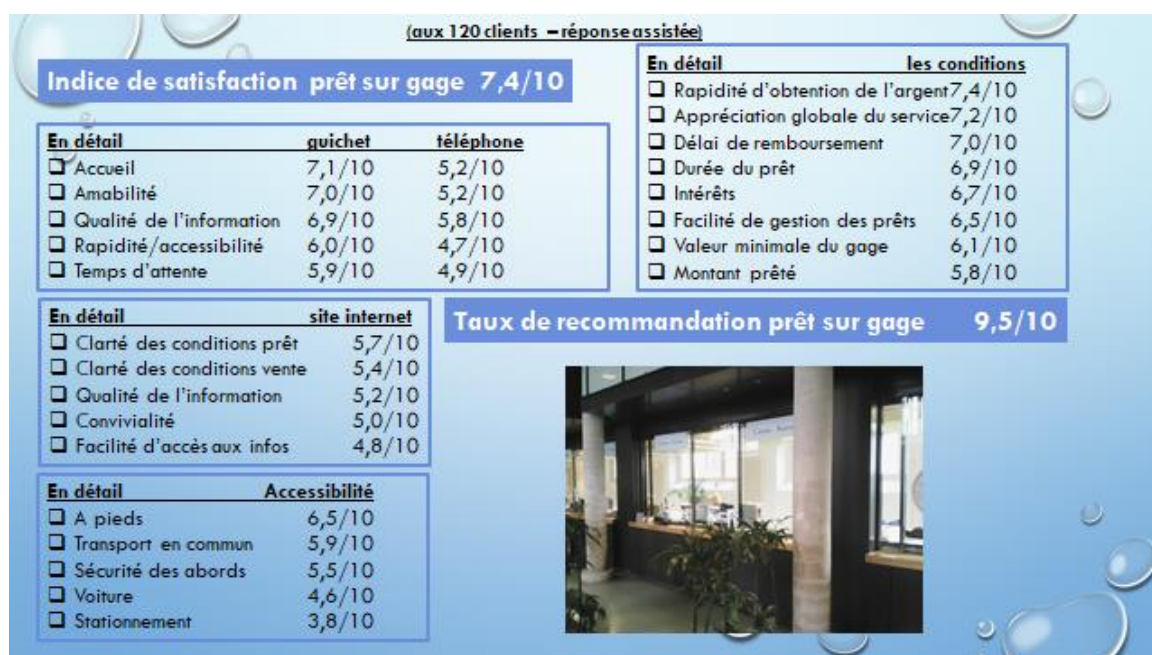 (aux 120 clients – réponse assistée)
Indice de satisfaction prêt sur gage 7,4/10
En détail guichet téléphone
Accueil 7,1/10 5,2/10
Amabilité 7,0/10 5,2/10
Qualité de l'information 6,9/10 5,8/10
Rapidité/accessibilité 6,0/10 4,7/10
Temps d'attente 5,9/10 4,9/10
En détail les conditions
Rapidité d'obtention de l'argent 7,4/10
Appréciation globale du service 7,2/10
Délai de remboursement 7,0/10
Durée du prêt 6,9/10
Intérêts 6,7/10
Facilité de gestion des prêts 6,5/10
Valeur minimale du gage 6,1/10
Montant prêté 5,8/10
En détail site internet
Clarté des conditions prêt 5,7/10
Clarté des conditions vente 5,4/10
Qualité de l'information 5,2/10
Convivialité 5,0/10
Facilité d'accès aux infos 4,8/10
Taux de recommandation prêt sur gage 9,5/10
En détail Accessibilité
A pieds 6,5/10
Transport en commun 5,9/10
Sécurité des abords 5,5/10
Voiture 4,6/10
Stationnement 3,8/10